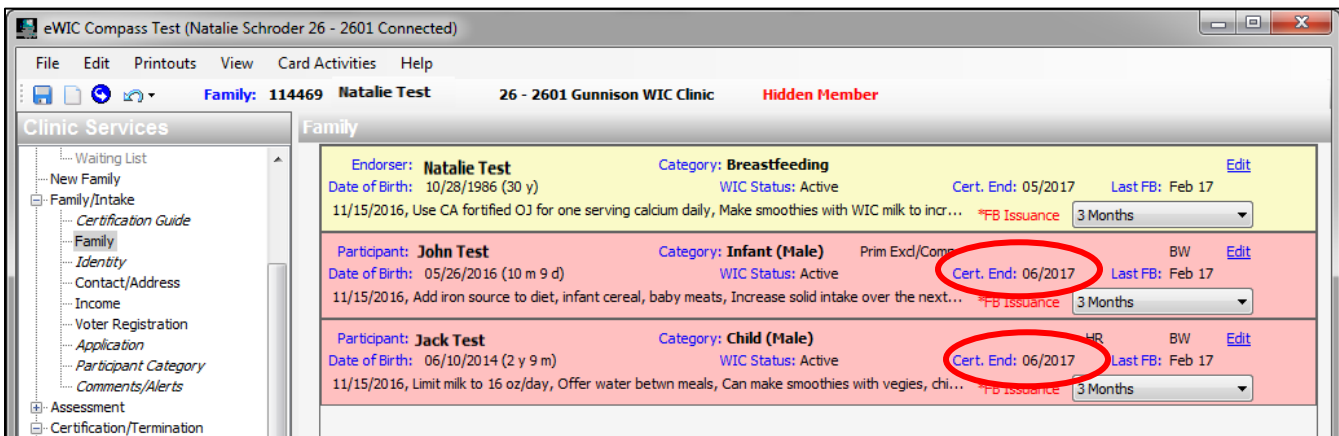 eWIC Compass Test (Natalie Schroder 26 - 2601 Connected)
File Edit Printouts View Card Activities Help
Family: 114469 Natalie Test 26 - 2601 Gunnison WIC Clinic Hidden Member
Clinic Services
Family
Waiting List
New Family
Family/Intake
Certification Guide
Family
Identity
Contact/Address
Income
Voter Registration
Application
Participant Category
Comments/Alerts
Assessment
Certification/Termination
Endorser: Natalie Test Category: Breastfeeding Edit
Date of Birth: 10/28/1986 (30 y) WIC Status: Active Cert. End: 05/2017 Last FB: Feb 17
11/15/2016, Use CA fortified OJ for one serving calcium daily, Make smoothies with WIC milk to incr... *FB Issuance 3 Months
Participant: John Test Category: Infant (Male) Prim Excl/Comp BW Edit
Date of Birth: 05/26/2016 (10 m 9 d) WIC Status: Active Cert. End: 06/2017 Last FB: Feb 17
11/15/2016, Add iron source to diet, infant cereal, baby meats, Increase solid intake over the next... *FB Issuance 3 Months
Participant: Jack Test Category: Child (Male) HR BW Edit
Date of Birth: 06/10/2014 (2 y 9 m) WIC Status: Active Cert. End: 06/2017 Last FB: Feb 17
11/15/2016, Limit milk to 16 oz/day, Offer water betwn meals, Can make smoothies with vegies, chi... *FB Issuance 3 Months